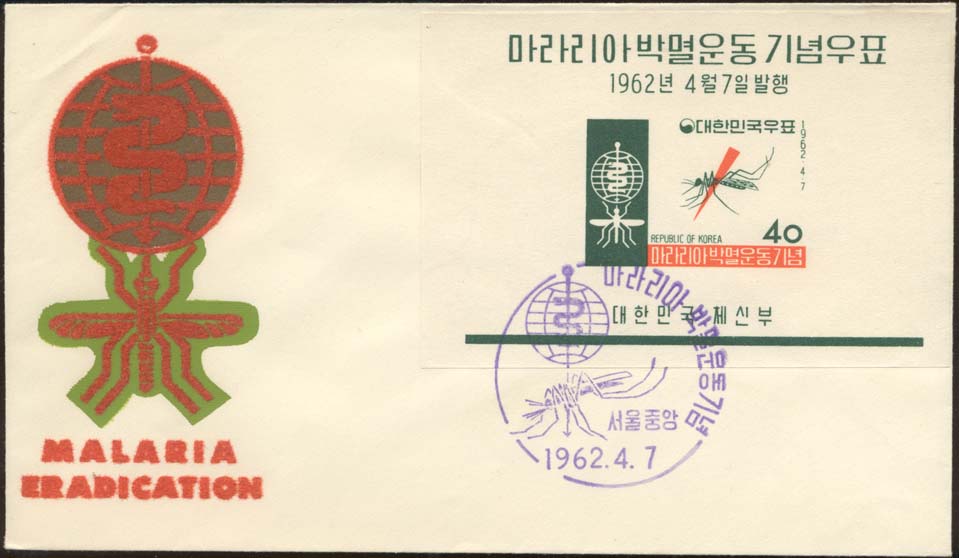 마라리아박멸운동기념우표
1962년 4월7일발행
대한민국우표
1962.4.7
REPUBLIC OF KOREA
40
마라리아박멸운동기념
대한민국 체신부
마라리아 박멸운동기념
서울중앙
1962.4.7
MALARIA
ERADICATION